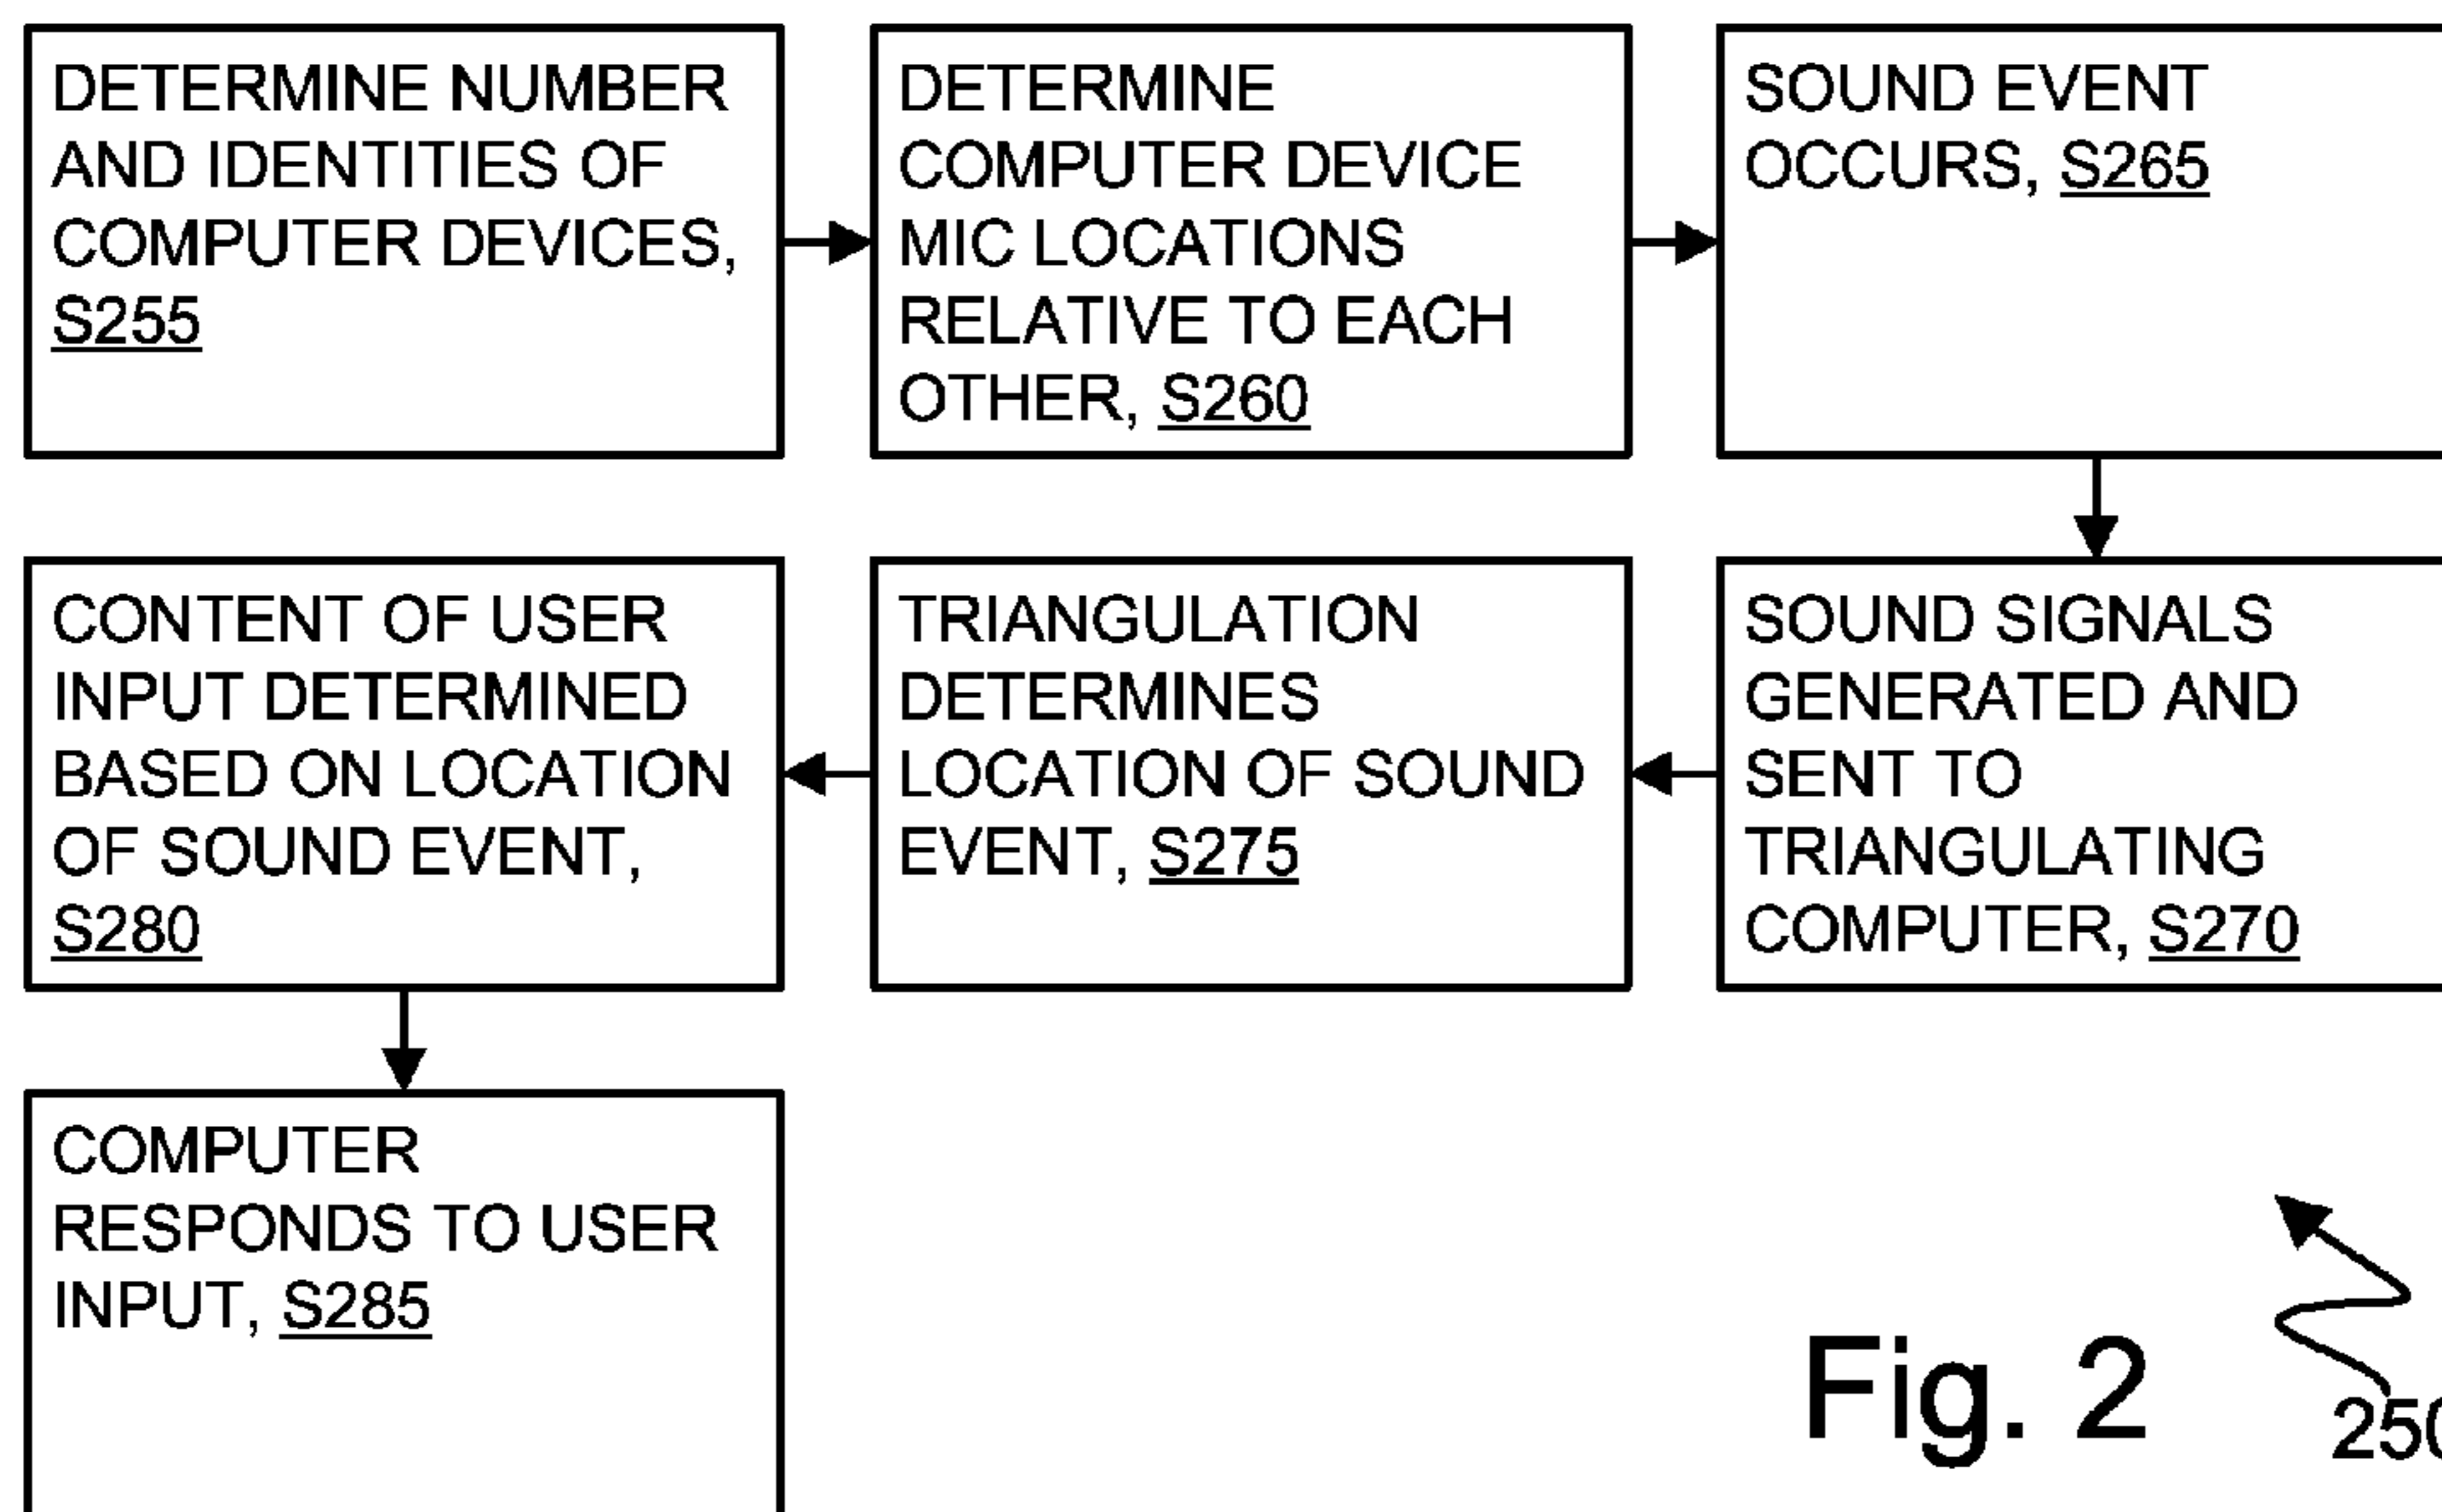 DETERMINE NUMBER
AND IDENTITIES OF
COMPUTER DEVICES,
S255
DETERMINE
COMPUTER DEVICE
MIC LOCATIONS
RELATIVE TO EACH
OTHER, S260
SOUND EVENT
OCCURS, S265
SOUND SIGNALS
GENERATED AND
SENT TO
TRIANGULATING
COMPUTER, S270
TRIANGULATION
DETERMINES
LOCATION OF SOUND
EVENT, S275
CONTENT OF USER
INPUT DETERMINED
BASED ON LOCATION
OF SOUND EVENT,
S280
COMPUTER
RESPONDS TO USER
INPUT, S285
Fig. 2
250